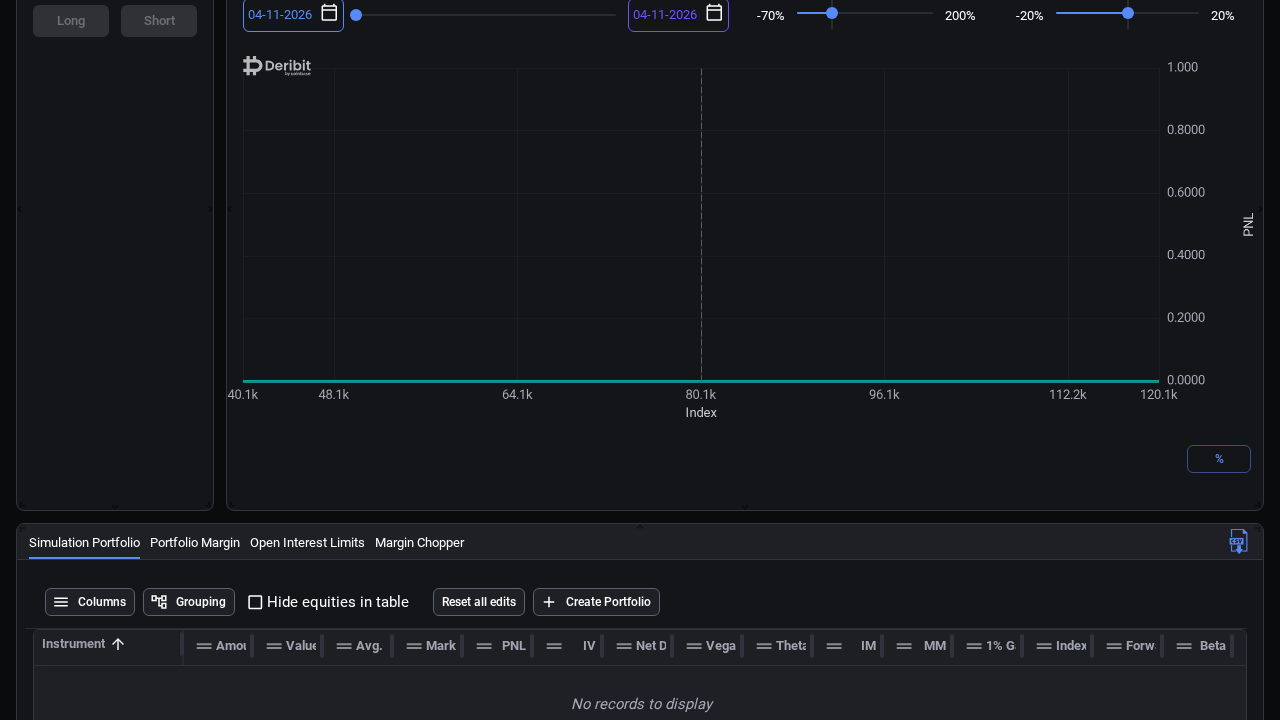 Long Short
04-11-2026 04-11-2026 -70% 200% -20% 20%
Deribit
by coinbase
1.000
0.8000
0.6000
0.4000
0.2000
0.0000
PNL
40.1k 48.1k 64.1k 80.1k 96.1k 112.2k 120.1k
Index
%
Simulation Portfolio Portfolio Margin Open Interest Limits Margin Chopper
CSV
Columns Grouping Hide equities in table Reset all edits Create Portfolio
Instrument Amou Value Avg. Mark PNL IV Net D Vega Theta IM MM 1% G Index Forw Beta
No records to display